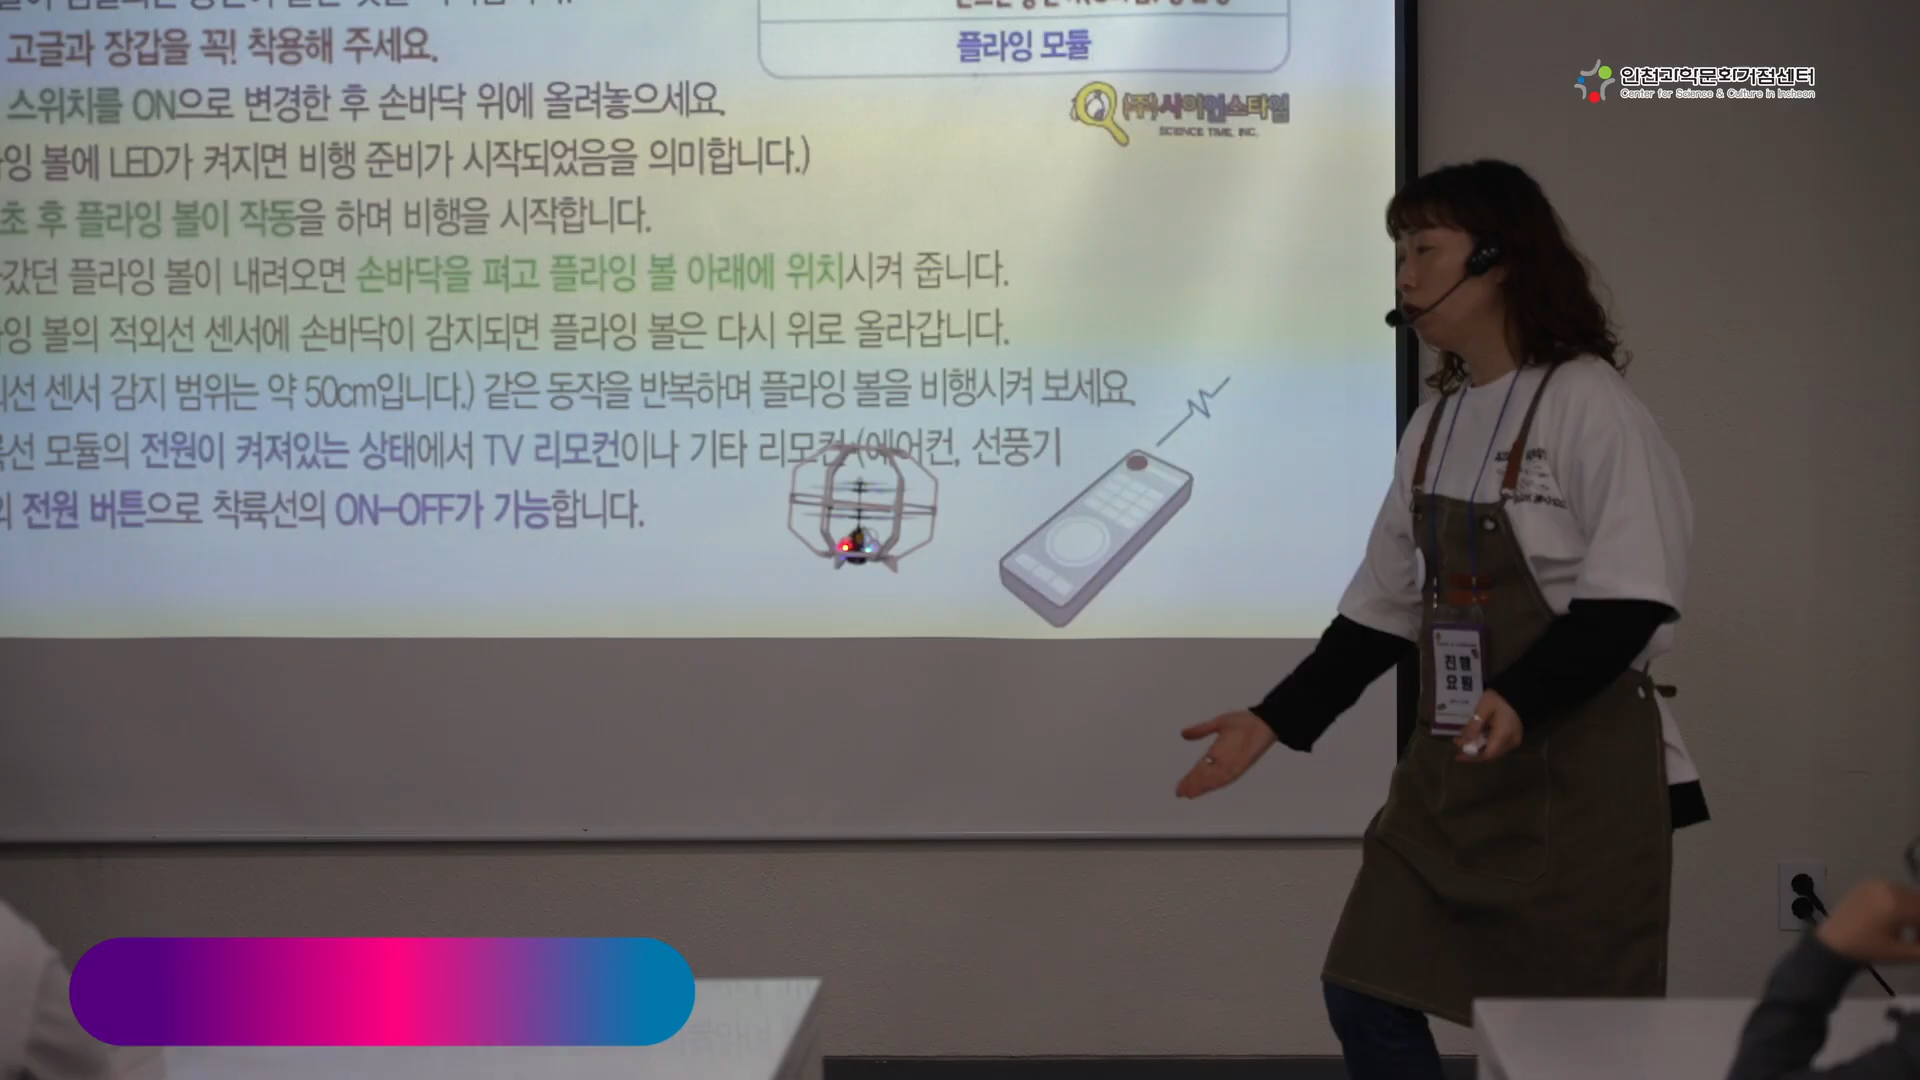 고글과 장갑을 꼭! 착용해 주세요.
플라잉 모듈
스위치를 ON으로 변경한 후 손바닥 위에 올려놓으세요.
(주)사이언스타임
SCIENCE TIME, INC.
볼에 LED가 켜지면 비행 준비가 시작되었음을 의미합니다.)
초 후 플라잉 볼이 작동을 하며 비행을 시작합니다.
플라잉 볼이 내려오면 손바닥을 펴고 플라잉 볼 아래에 위치시켜 줍니다.
볼의 적외선 센서에 손바닥이 감지되면 플라잉 볼은 다시 위로 올라갑니다.
센서 감지 범위는 약 50cm입니다.) 같은 동작을 반복하며 플라잉 볼을 비행시켜 보세요.
모듈의 전원이 켜져있는 상태에서 TV 리모컨이나 기타 리모컨(에어컨, 선풍기
전원 버튼으로 착륙선의 ON-OFF가 가능합니다.
인천과학문화거점센터
Center for Science & Culture in Incheon
진행
요원